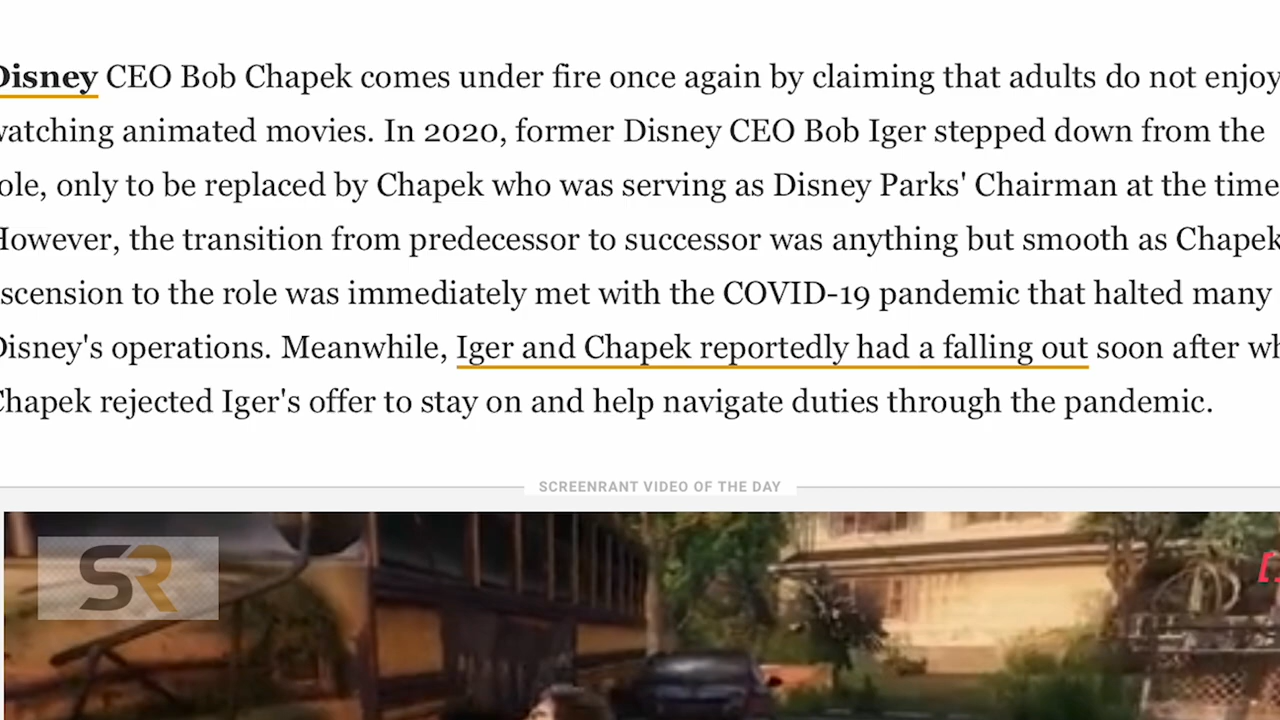 Disney CEO Bob Chapek comes under fire once again by claiming that adults do not enjoy
watching animated movies. In 2020, former Disney CEO Bob Iger stepped down from the
role, only to be replaced by Chapek who was serving as Disney Parks' Chairman at the time
However, the transition from predecessor to successor was anything but smooth as Chapek
scension to the role was immediately met with the COVID-19 pandemic that halted many
Disney's operations. Meanwhile, Iger and Chapek reportedly had a falling out soon after wh
Chapek rejected Iger's offer to stay on and help navigate duties through the pandemic.
SCREENRANT VIDEO OF THE DAY
SR